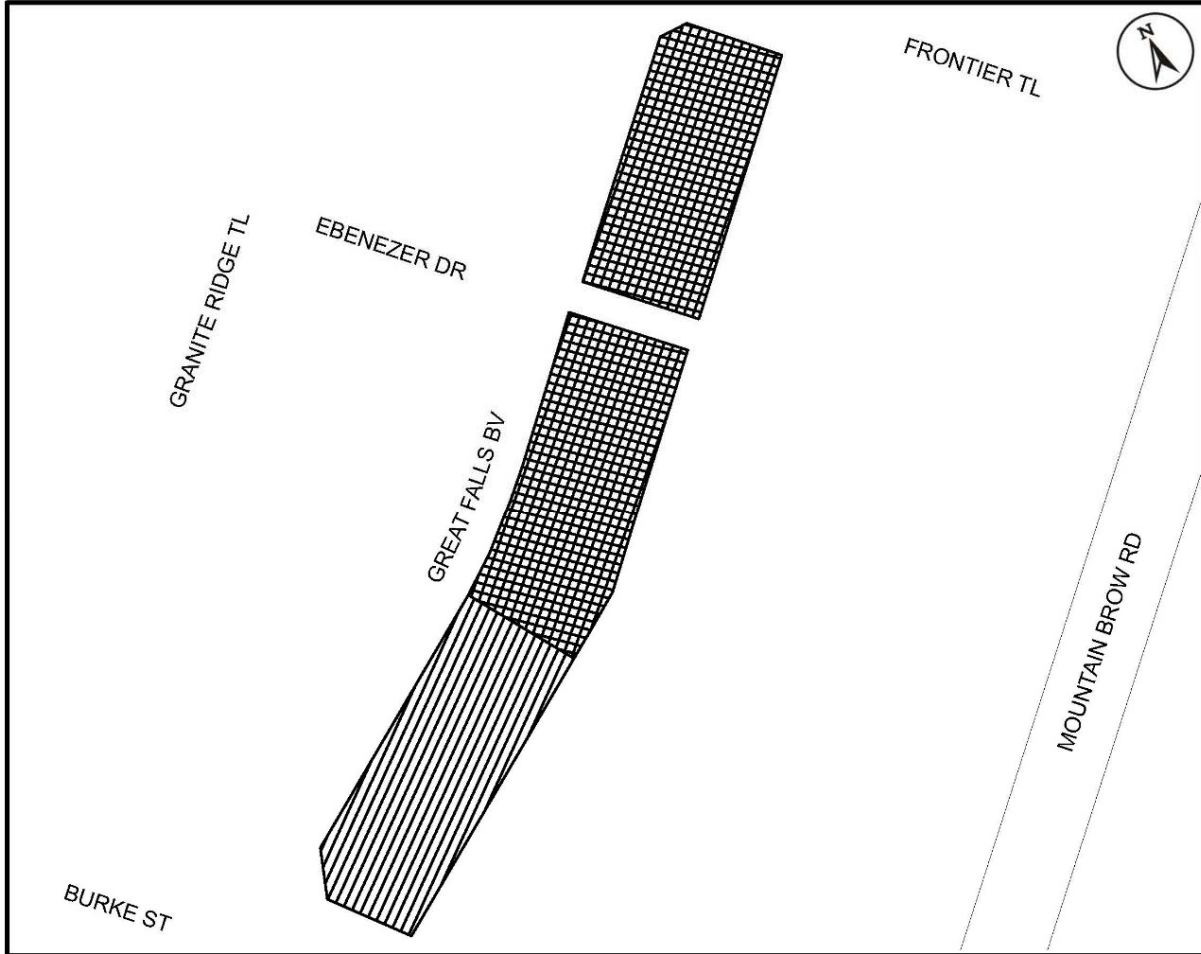 N
FRONTIER TL
EBENEZER DR
GRANITE RIDGE TL
GREAT FALLS BV
MOUNTAIN BROW RD
BURKE ST